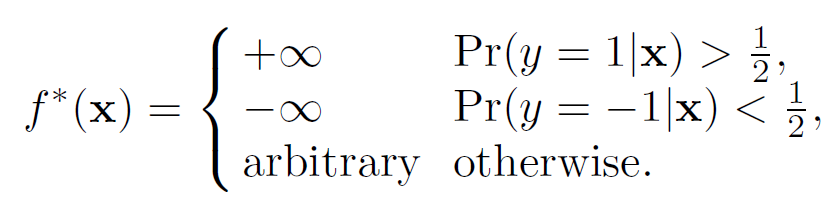 +∞ Pr(y = 1|x) > 1/2,
f*(x) = { −∞ Pr(y = −1|x) < 1/2,
arbitrary otherwise.